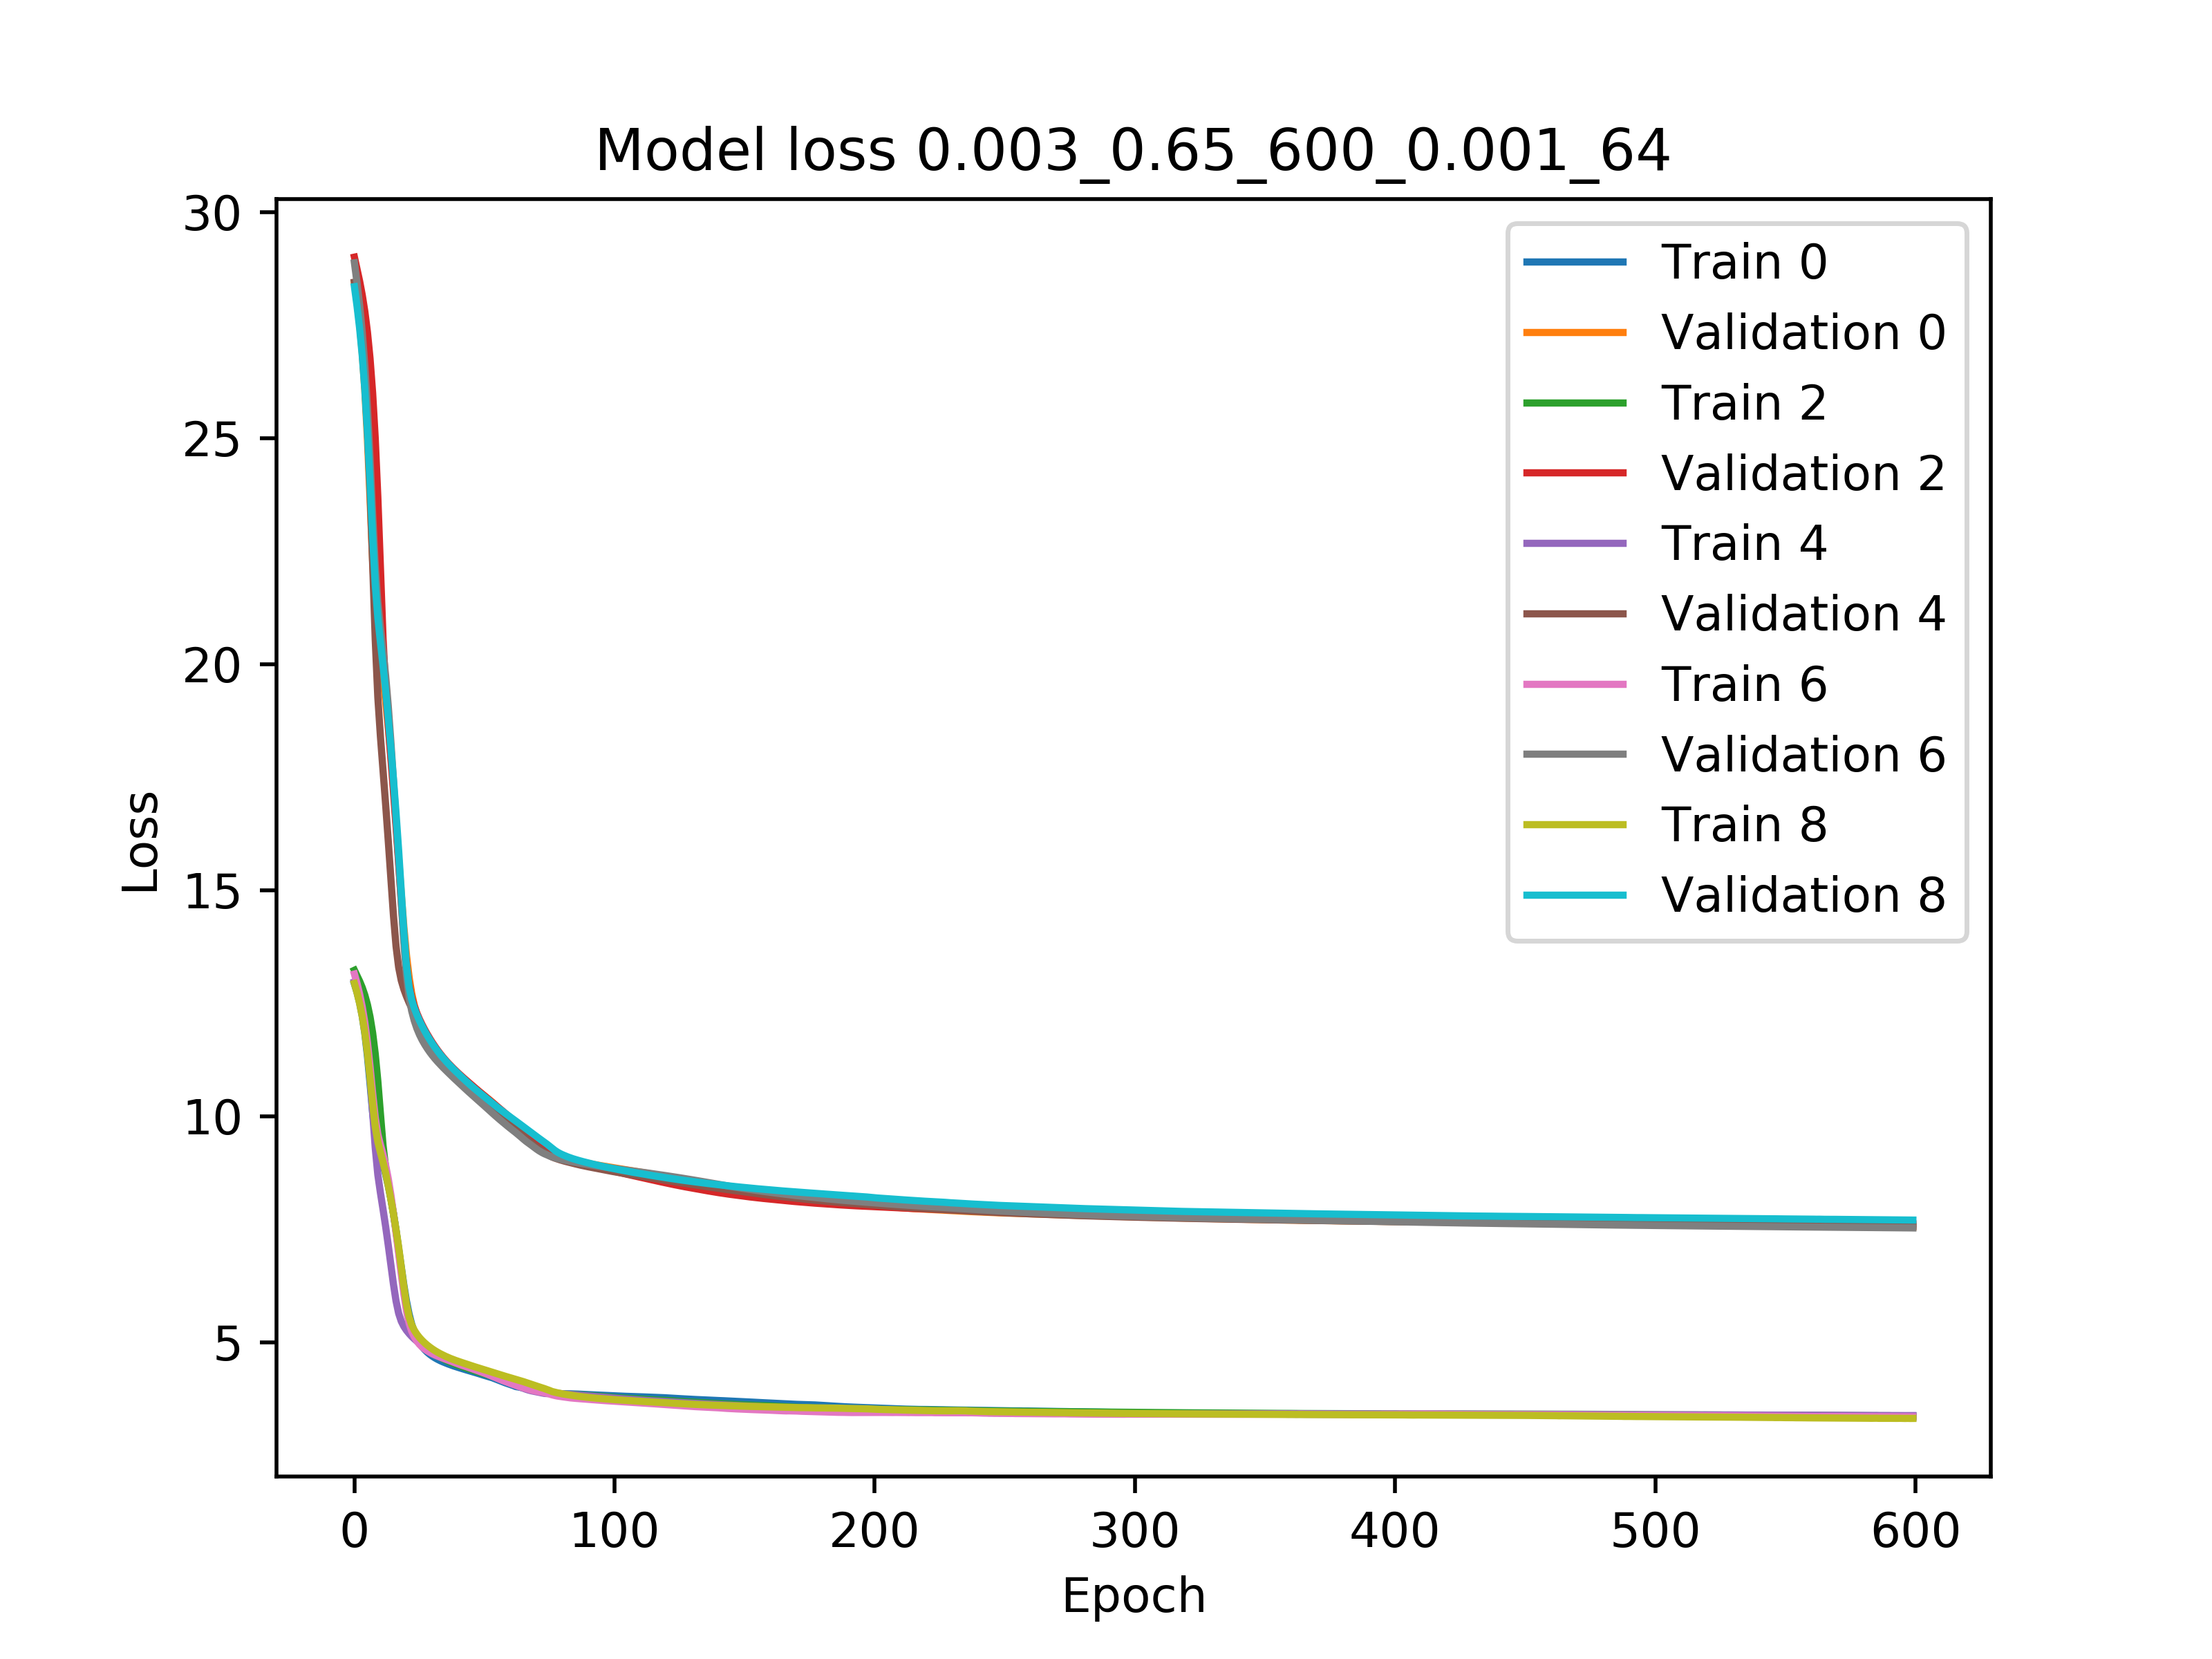 Model loss 0.003_0.65_600_0.001_64
30
25
20
15
10
5
Loss
Train 0
Validation 0
Train 2
Validation 2
Train 4
Validation 4
Train 6
Validation 6
Train 8
Validation 8
0 100 200 300 400 500 600
Epoch